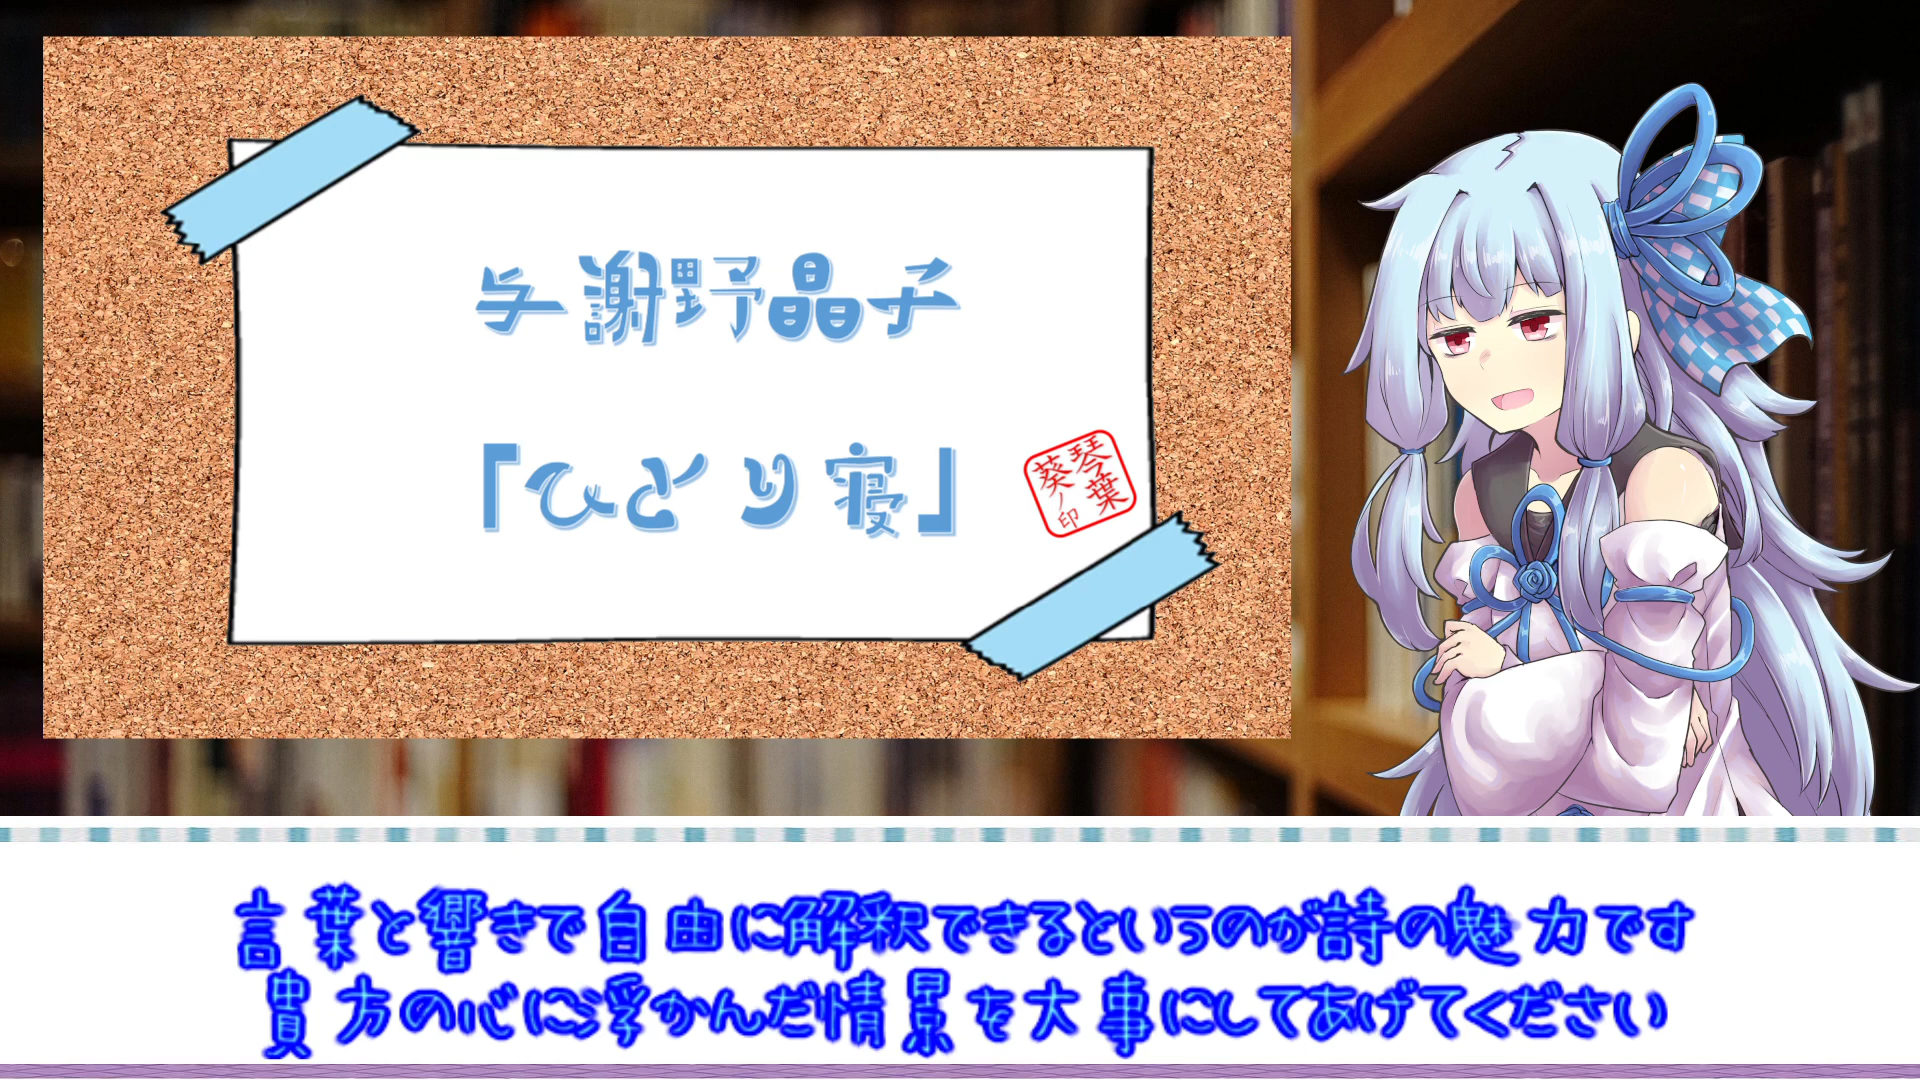 与謝野晶子
「ひとり寝」
琴葉
葵ノ印
言葉と響きで自由に解釈できるというのが詩の魅力です
貴方の心に浮かんだ情景を大事にしてあげてください